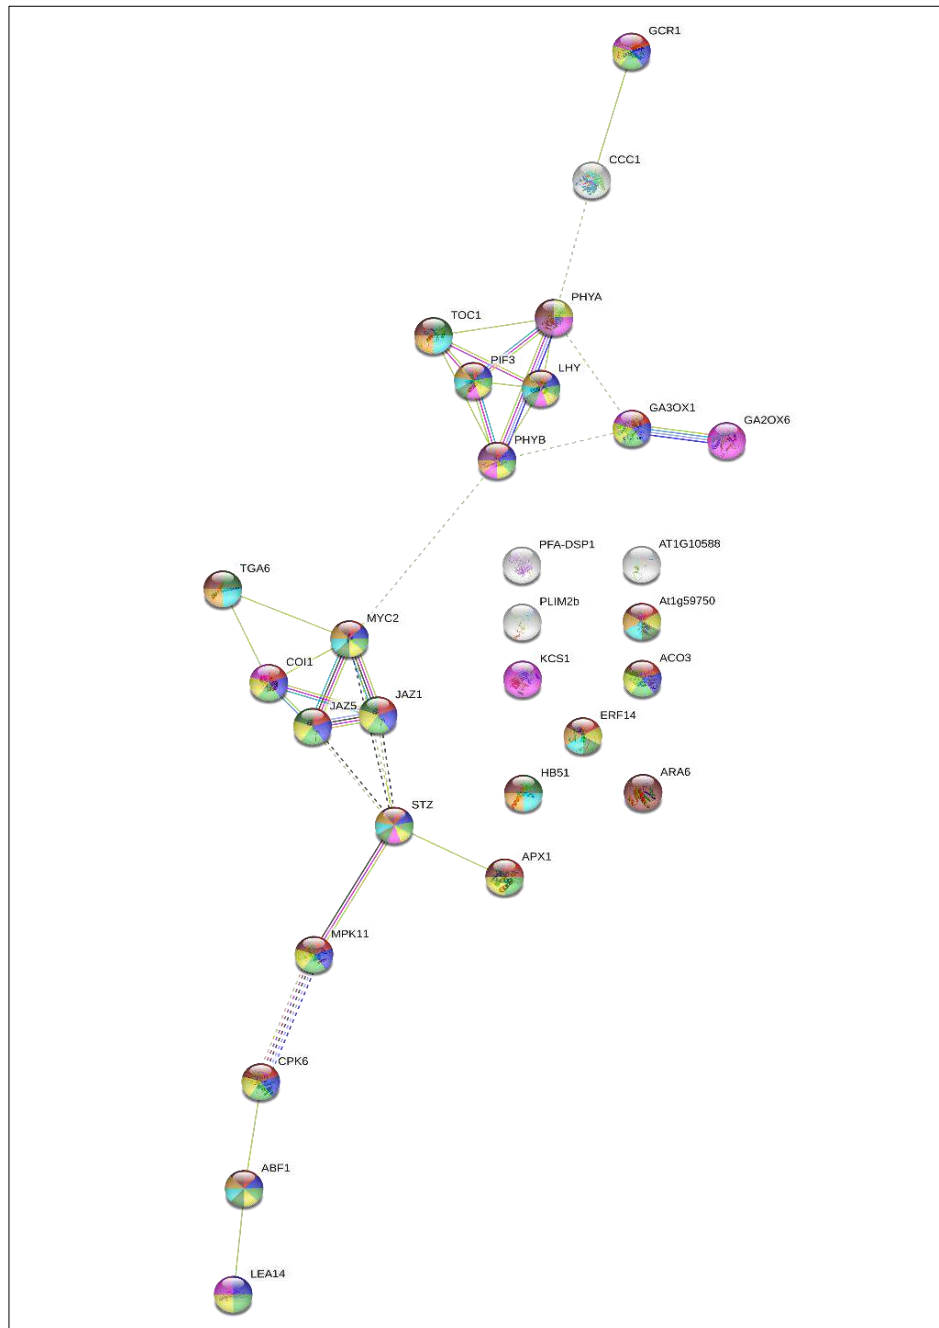 GCR1
CCC1
PHYA
TOC1
PIF3
LHY
GA3OX1
GA2OX6
PHYB
PFA-DSP1
AT1G10588
TGA6
PLIM2b
At1g59750
MYC2
COI1
KCS1
ACO3
JAZ1
JAZ5
ERF14
HB51
ARA6
STZ
APX1
MPK11
CPK6
ABF1
LEA14